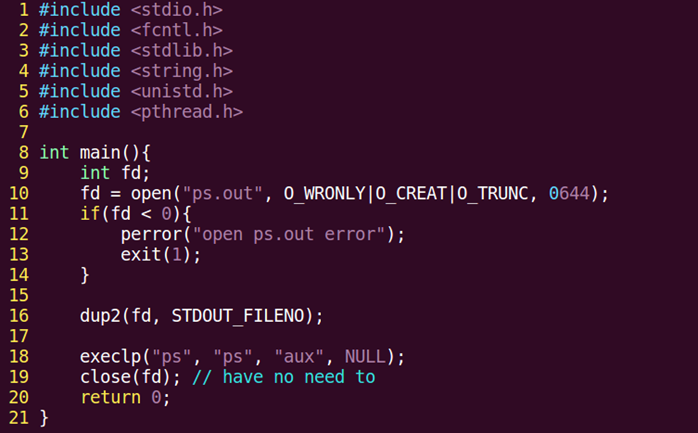 1 #include <stdio.h>
2 #include <fcntl.h>
3 #include <stdlib.h>
4 #include <string.h>
5 #include <unistd.h>
6 #include <pthread.h>
7
8 int main(){
9     int fd;
10     fd = open("ps.out", O_WRONLY|O_CREAT|O_TRUNC, 0644);
11     if(fd < 0){
12         perror("open ps.out error");
13         exit(1);
14     }
15
16     dup2(fd, STDOUT_FILENO);
17
18     execlp("ps", "ps", "aux", NULL);
19     close(fd); // have no need to
20     return 0;
21 }